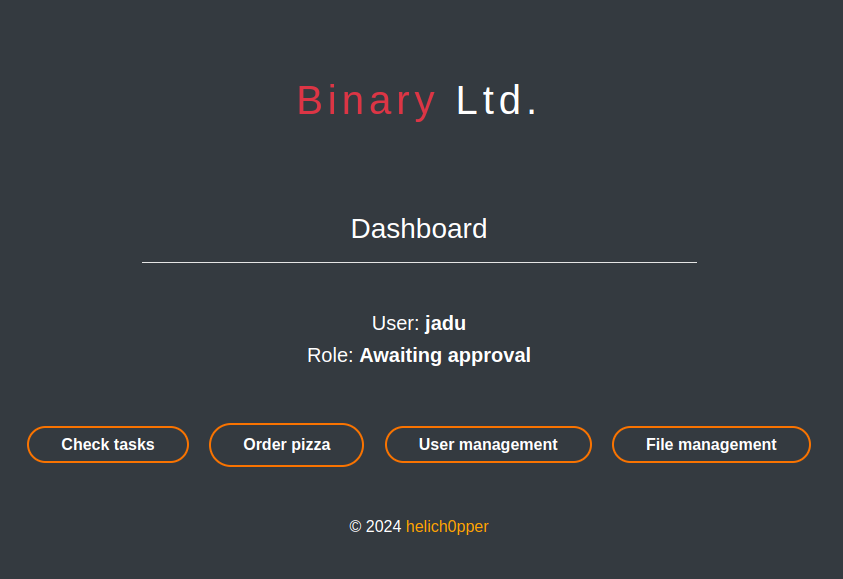 Binary Ltd.
Dashboard
User: jadu
Role: Awaiting approval
Check tasks
Order pizza
User management
File management
© 2024 helich0pper